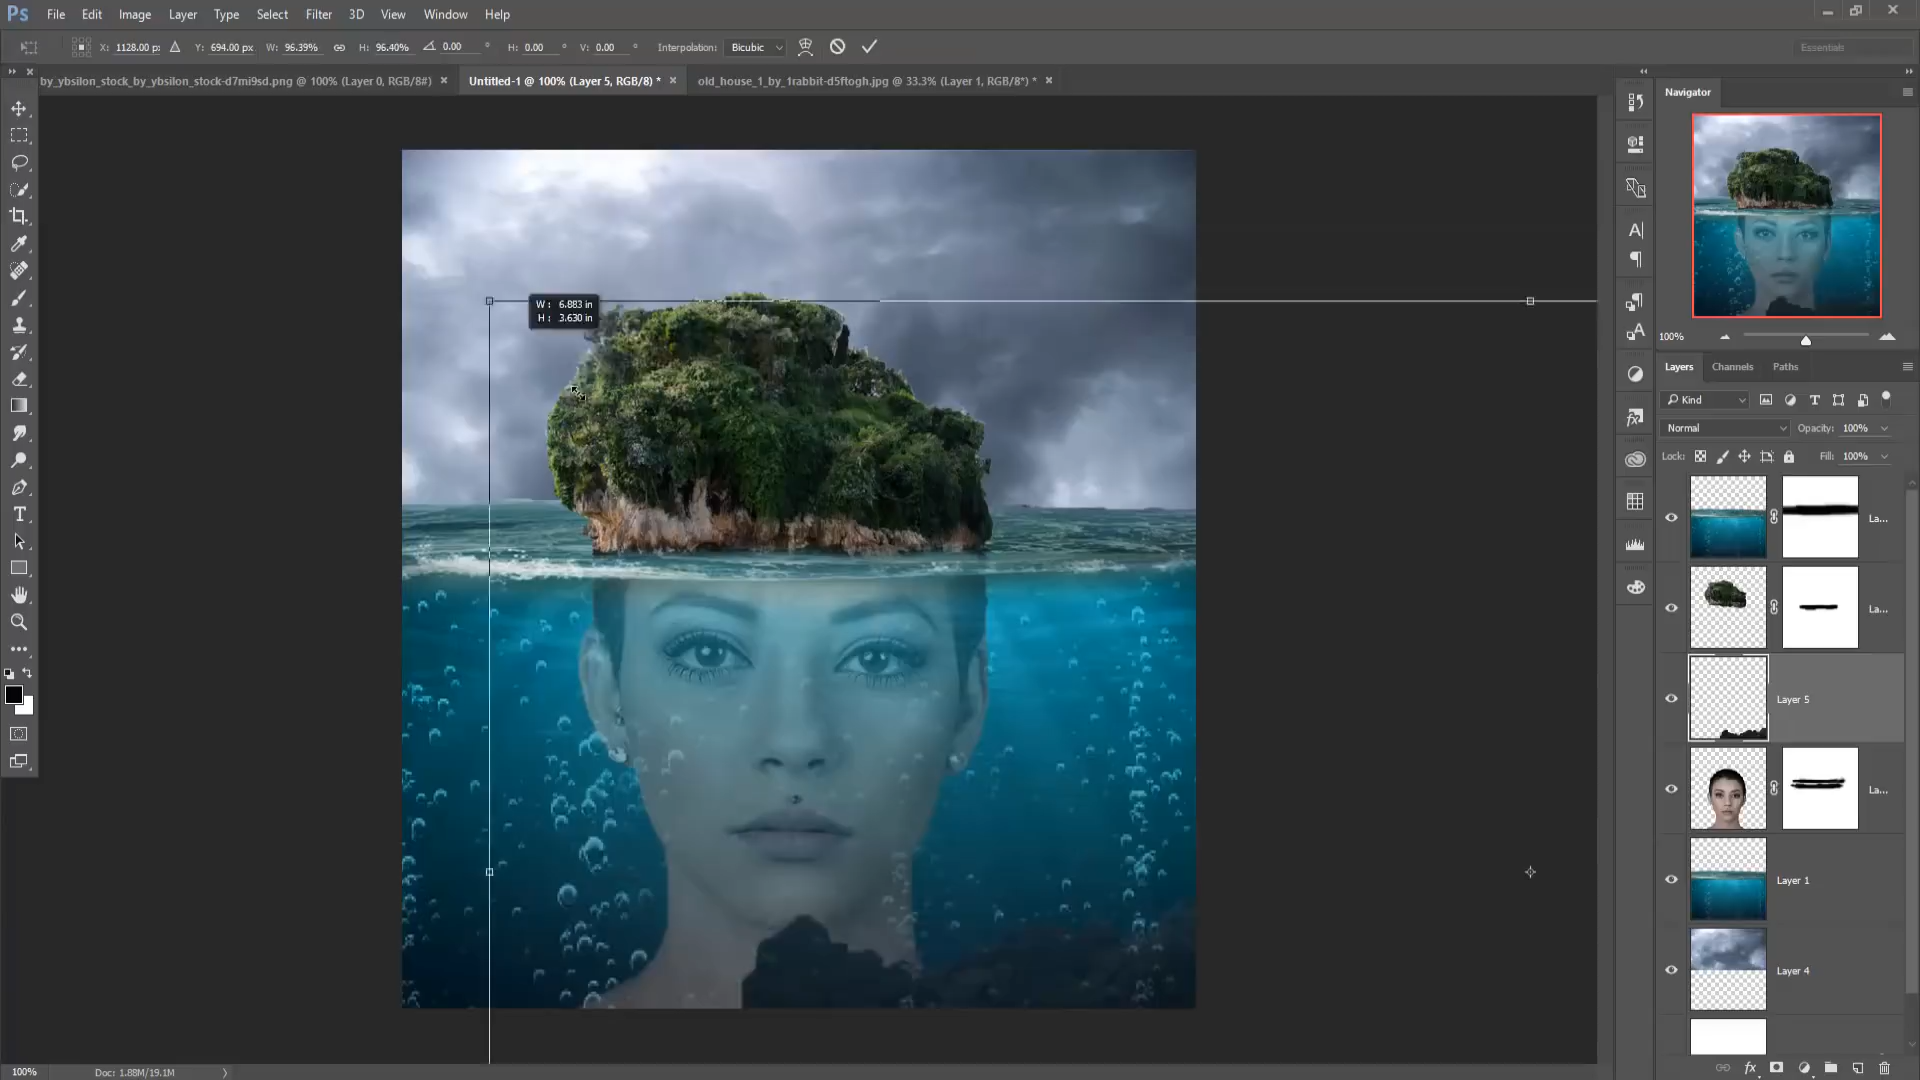 Ps File Edit Image Layer Type Select Filter 3D View Window Help
X: 1128.00 p: Y: 694.00 px W: 96.39% H: 96.40% 0.00 ° H: 0.00 ° V: 0.00 ° Interpolation: Bicubic Essentials
by_ybsilon_stock_by_ybsilon_stock-d7mi9sd.png @ 100% (Layer 0, RGB/8#) × Untitled-1 @ 100% (Layer 5, RGB/8) * × old_house_1_by_1rabbit-d5ftogh.jpg @ 33.3% (Layer 1, RGB/8*) * ×
Navigator
W: 6.883 in
H: 3.630 in
100%
Layers Channels Paths
Kind
Normal Opacity: 100%
Lock: Fill: 100%
La...
La...
Layer 5
La...
Layer 1
Layer 4
100% Doc: 1.88M/19.1M